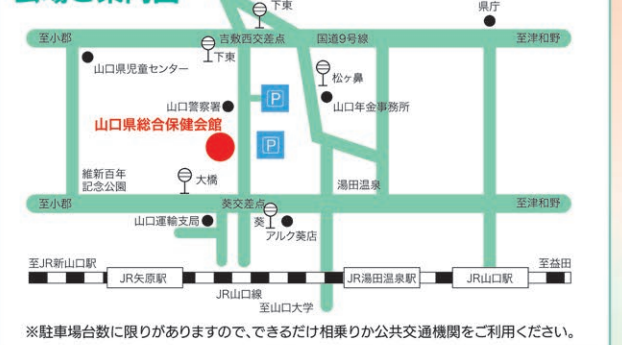 会場ご案内図
下東
県庁
至小郡
吉敷西交差点
国道9号線
至津和野
下東
山口県児童センター
松ヶ鼻
P
山口警察署
山口年金事務所
山口県総合保健会館
P
維新百年
記念公園
大橋
湯田温泉
至小郡
葵交差点
至津和野
山口運輸支局
葵
アルク葵店
至JR新山口駅
至益田
JR矢原駅
JR湯田温泉駅
JR山口駅
JR山口線
至山口大学
※駐車場台数に限りがありますので、できるだけ相乗りか公共交通機関をご利用ください。